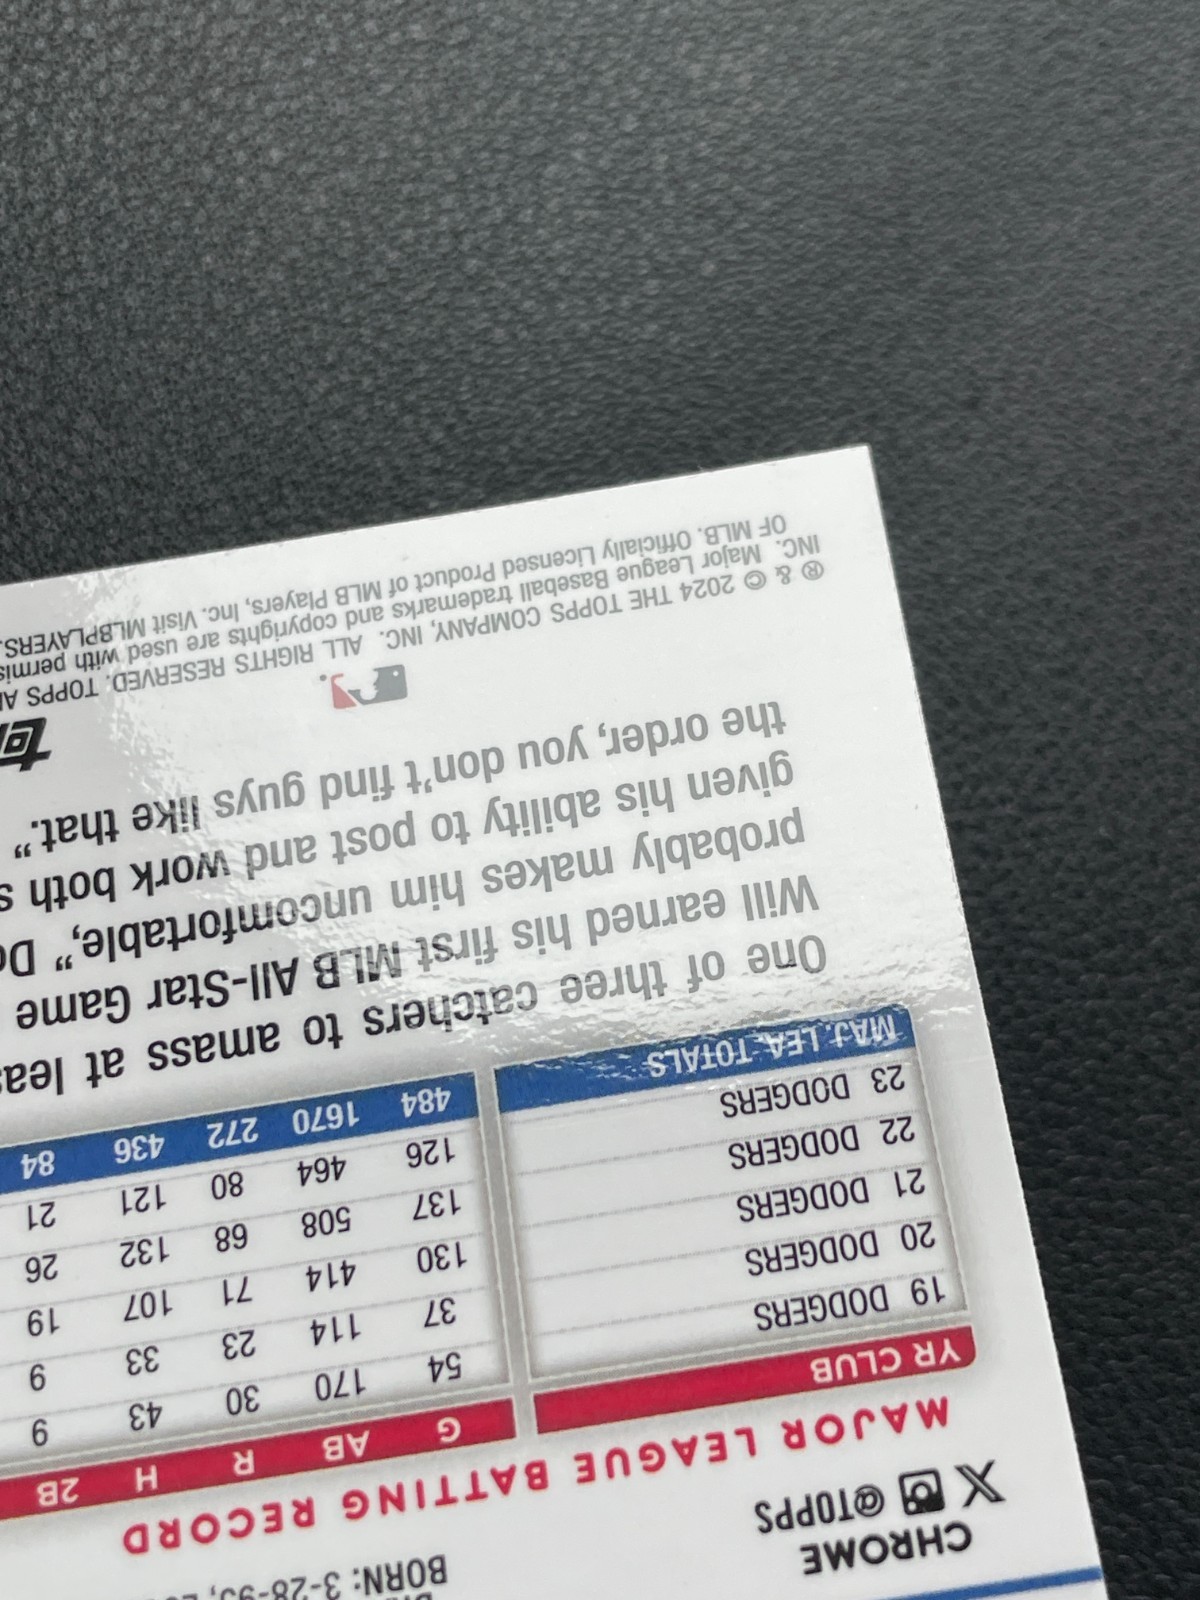 BORN: 3-28-95,
CHROME
@TOPPS
MAJOR LEAGUE BATTING RECORD
YR CLUB G AB R H 2B
19 DODGERS 54 170 30 43 9
20 DODGERS 37 114 23 33 9
21 DODGERS 130 414 71 107 19
22 DODGERS 137 508 68 132 26
23 DODGERS 126 464 80 121 21
MAJ. LEA. TOTALS 484 1670 272 436 84
One of three catchers to amass at
Will earned his first MLB All-Star Game
probably makes him uncomfortable,”
given his ability to post and work both
the order, you don’t find guys like that.”
® & © 2024 THE TOPPS COMPANY, INC. ALL RIGHTS RESERVED. TOPPS
INC. Major League Baseball trademarks and copyrights are used with
OF MLB. Officially Licensed Product of MLB Players, Inc. Visit MLBPLAYERS.